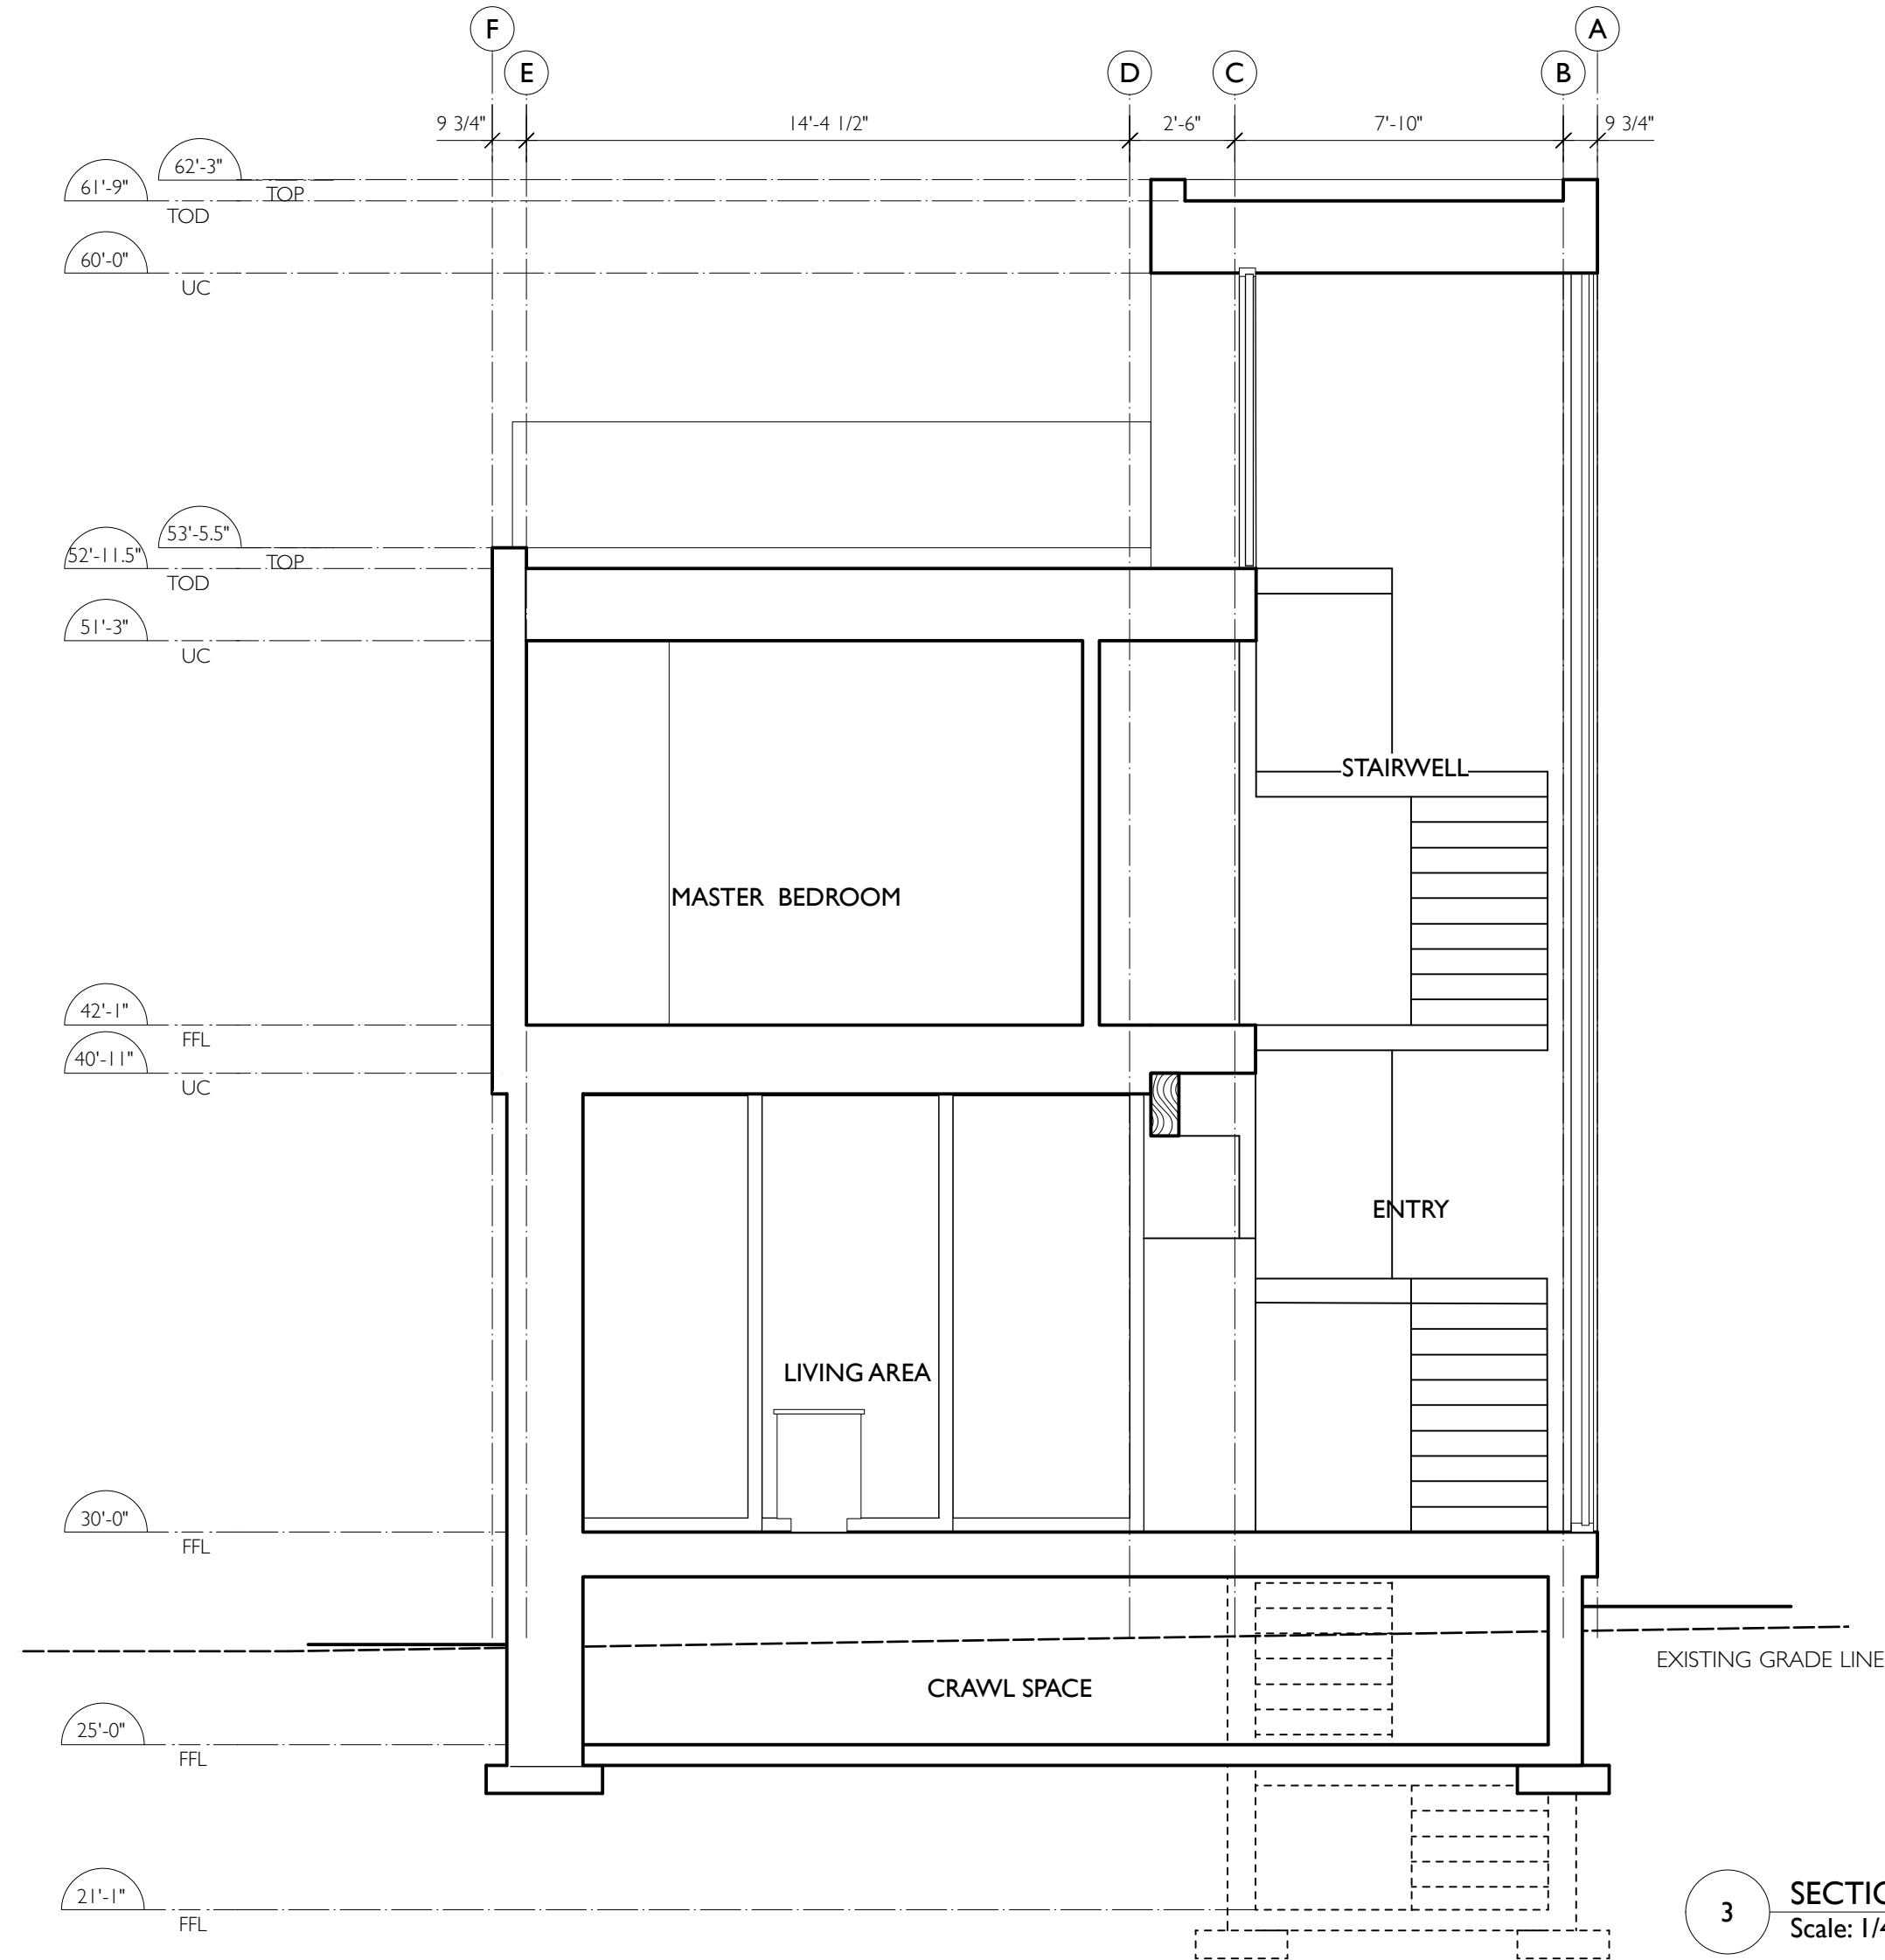 F
A
E
D
C
B
9 3/4"
14'-4 1/2"
2'-6"
7'-10"
9 3/4"
62'-3"
TOP
61'-9"
TOD
60'-0"
UC
53'-5.5"
TOP
52'-11.5"
TOD
51'-3"
UC
STAIRWELL
MASTER BEDROOM
42'-1"
FFL
40'-11"
UC
ENTRY
LIVING AREA
30'-0"
FFL
EXISTING GRADE LINE
CRAWL SPACE
25'-0"
FFL
21'-1"
FFL
3
Scale: